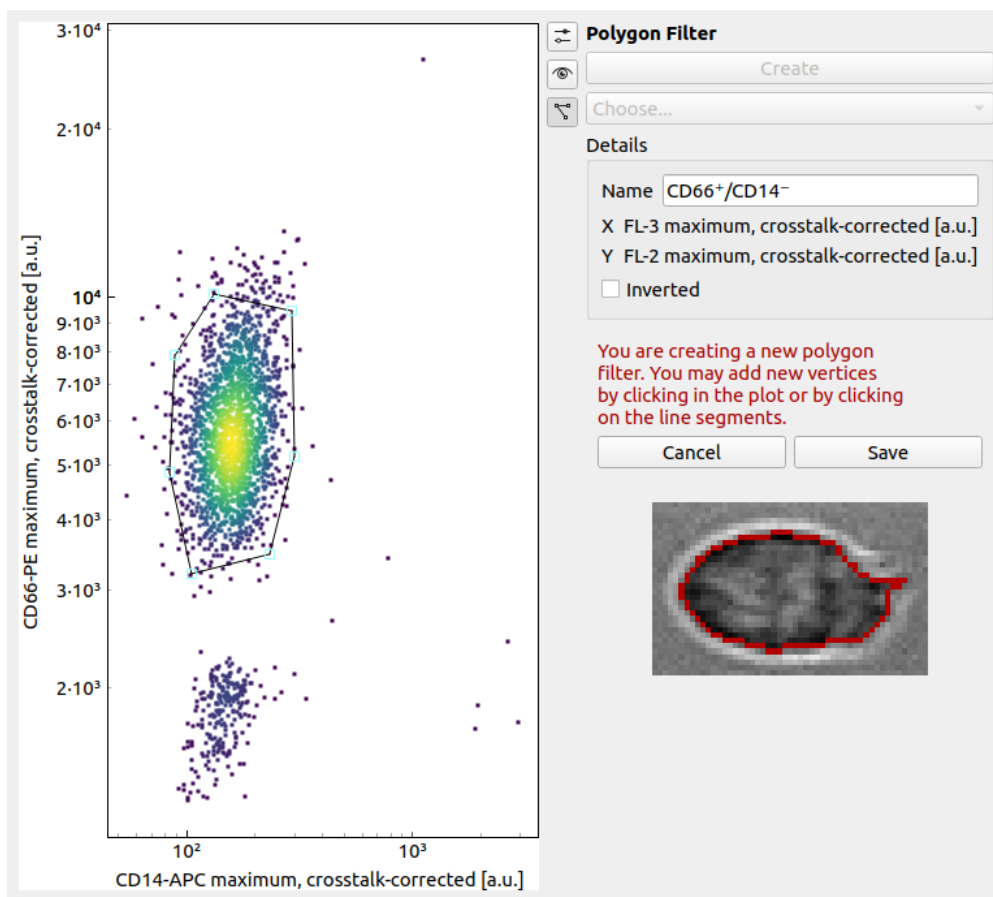 3·10⁴
2·10⁴
10⁴
9·10³
8·10³
7·10³
6·10³
5·10³
4·10³
3·10³
2·10³
CD66-PE maximum, crosstalk-corrected [a.u.]
10² 10³
CD14-APC maximum, crosstalk-corrected [a.u.]
Polygon Filter
Create
Choose...
Details
Name CD66⁺/CD14⁻
X FL-3 maximum, crosstalk-corrected [a.u.]
Y FL-2 maximum, crosstalk-corrected [a.u.]
Inverted
You are creating a new polygon
filter. You may add new vertices
by clicking in the plot or by clicking
on the line segments.
Cancel Save